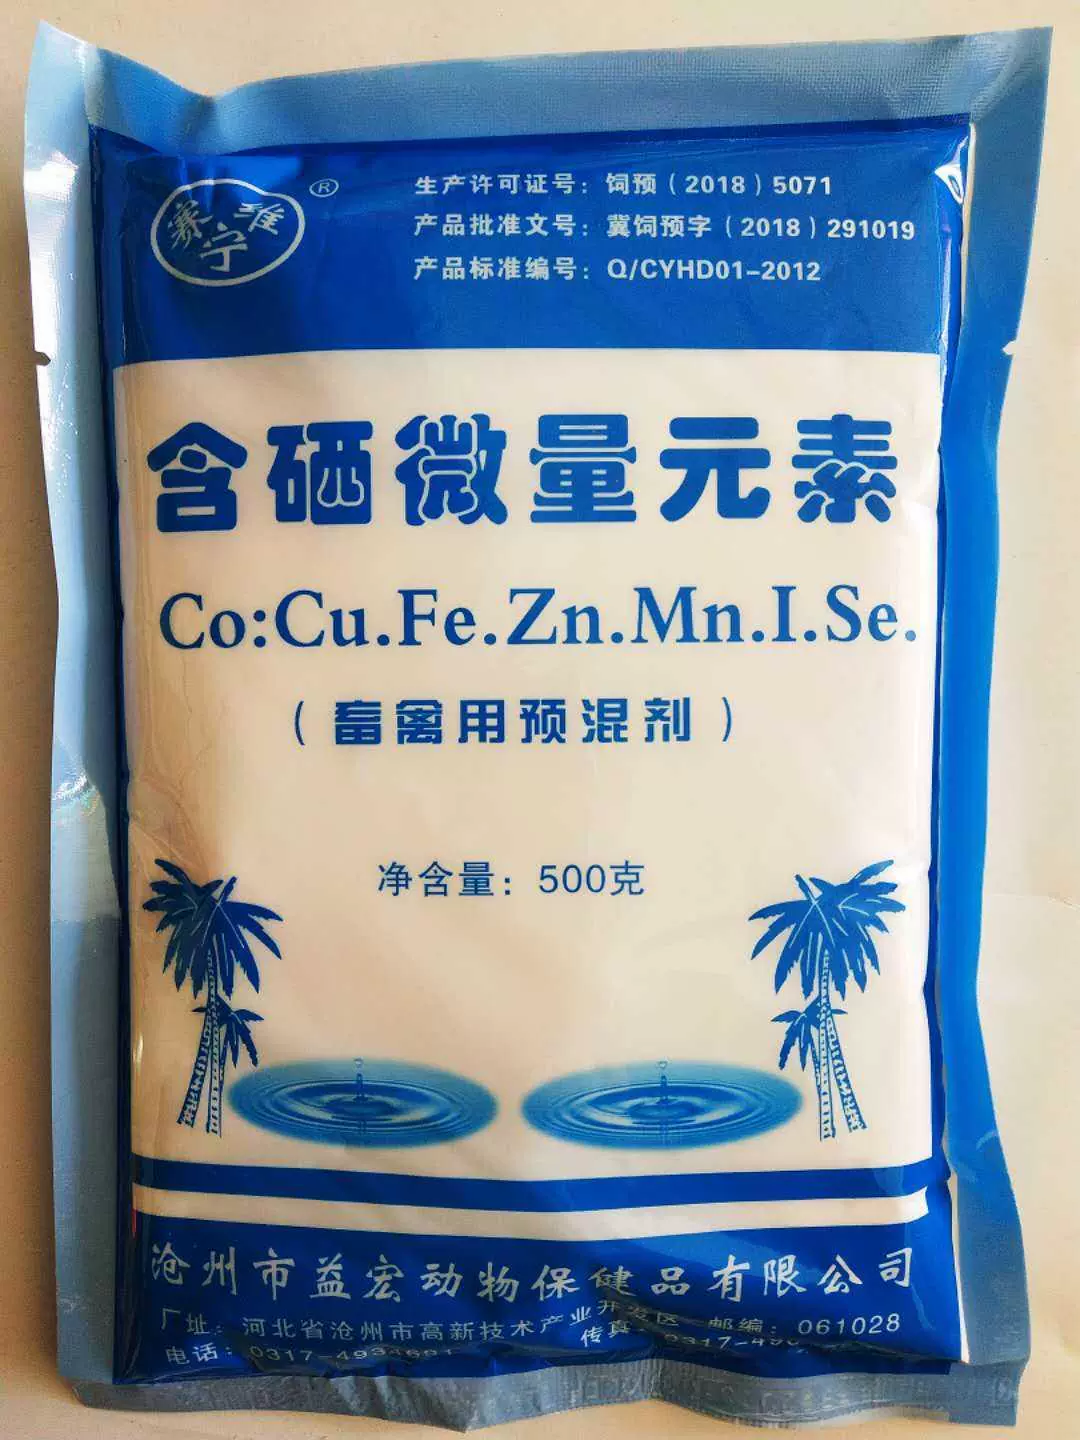 赛宁维®
生产许可证号：饲预（2018）5071
产品批准文号：冀饲预字（2018）291019
产品标准编号：Q/CYHD01-2012
含硒微量元素
Co:Cu.Fe.Zn.Mn.I.Se.
（畜禽用预混剂）
净含量：500克
沧州市益宏动物保健品有限公司
厂址：河北省沧州市高新技术产业开发区 邮编：061028
电话：0317-4934691 传真 0317-